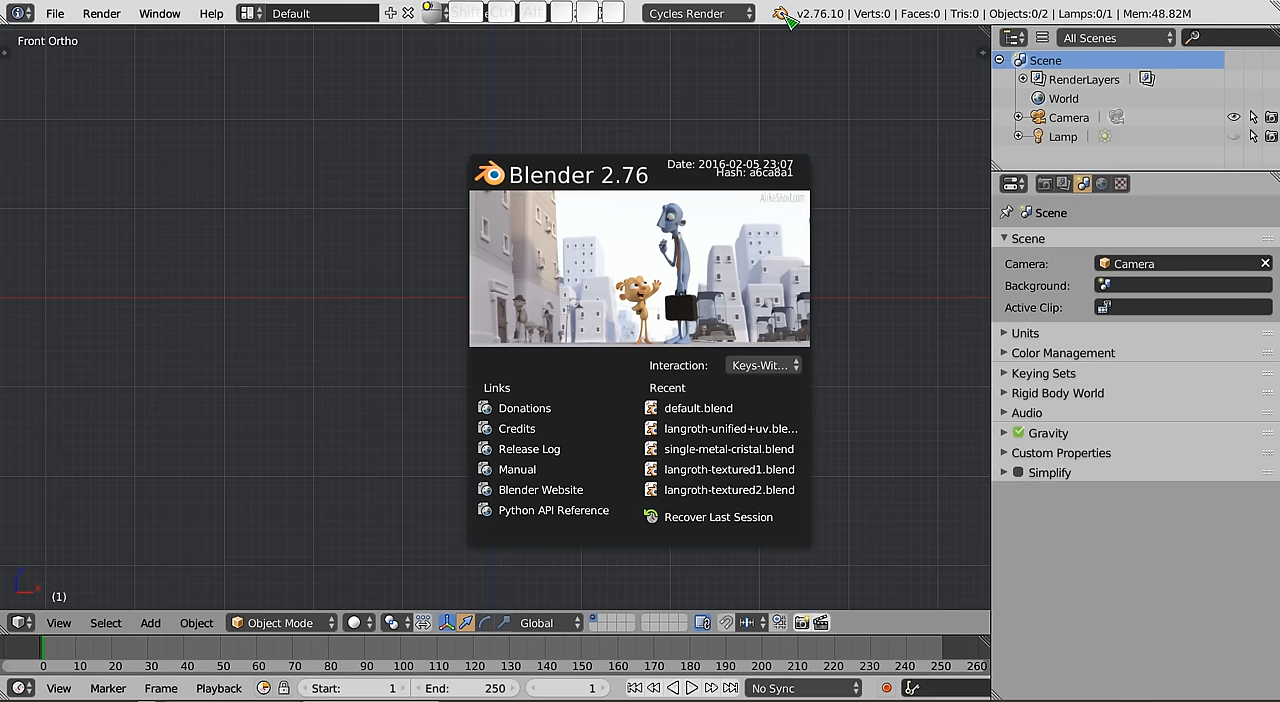 File Render Window Help Default Shift Ctrl Alt Cycles Render v2.76.10 | Verts:0 | Faces:0 | Tris:0 | Objects:0/2 | Lamps:0/1 | Mem:48.82M
Front Ortho
All Scenes
Scene
RenderLayers
World
Camera
Lamp
Blender 2.76
Date: 2016-02-05 23:07
Hash: a6ca8a1
AlikeShort.com
Scene
Scene
Camera: Camera
Background:
Active Clip:
Units
Color Management
Keying Sets
Rigid Body World
Audio
Gravity
Custom Properties
Simplify
Interaction: Keys-Wit...
Links
Donations
Credits
Release Log
Manual
Blender Website
Python API Reference
Recent
default.blend
langroth-unified+uv.ble...
single-metal-cristal.blend
langroth-textured1.blend
langroth-textured2.blend
Recover Last Session
(1)
View Select Add Object Object Mode Global
0 10 20 30 40 50 60 70 80 90 100 110 120 130 140 150 160 170 180 190 200 210 220 230 240 250 260
View Marker Frame Playback Start: 1 End: 250 1 No Sync